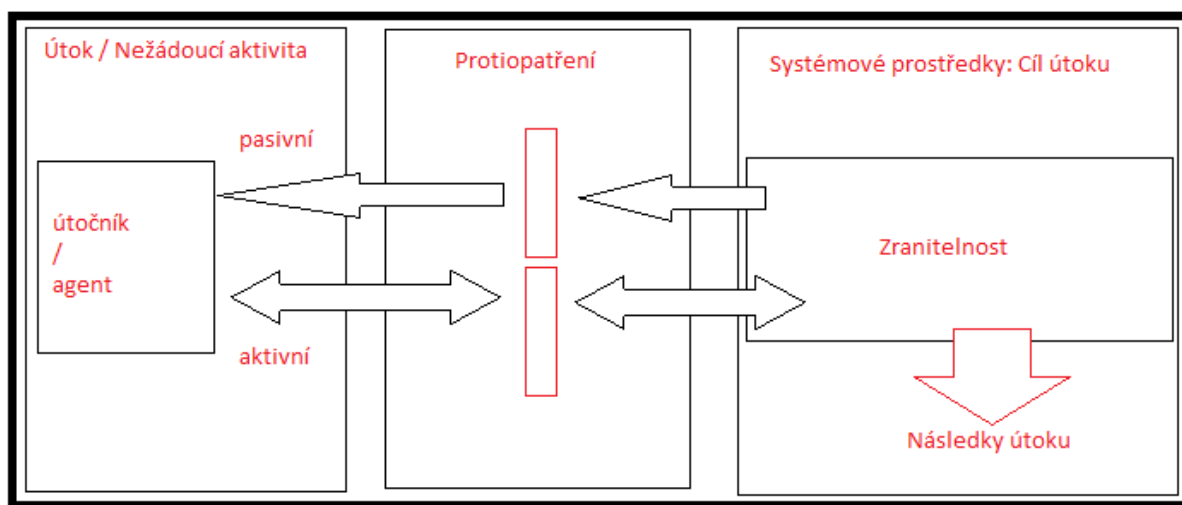 Útok / Nežádoucí aktivita
Protiopatření
Systémové prostředky: Cíl útoku
pasivní
útočník
/
agent
Zranitelnost
aktivní
Následky útoku